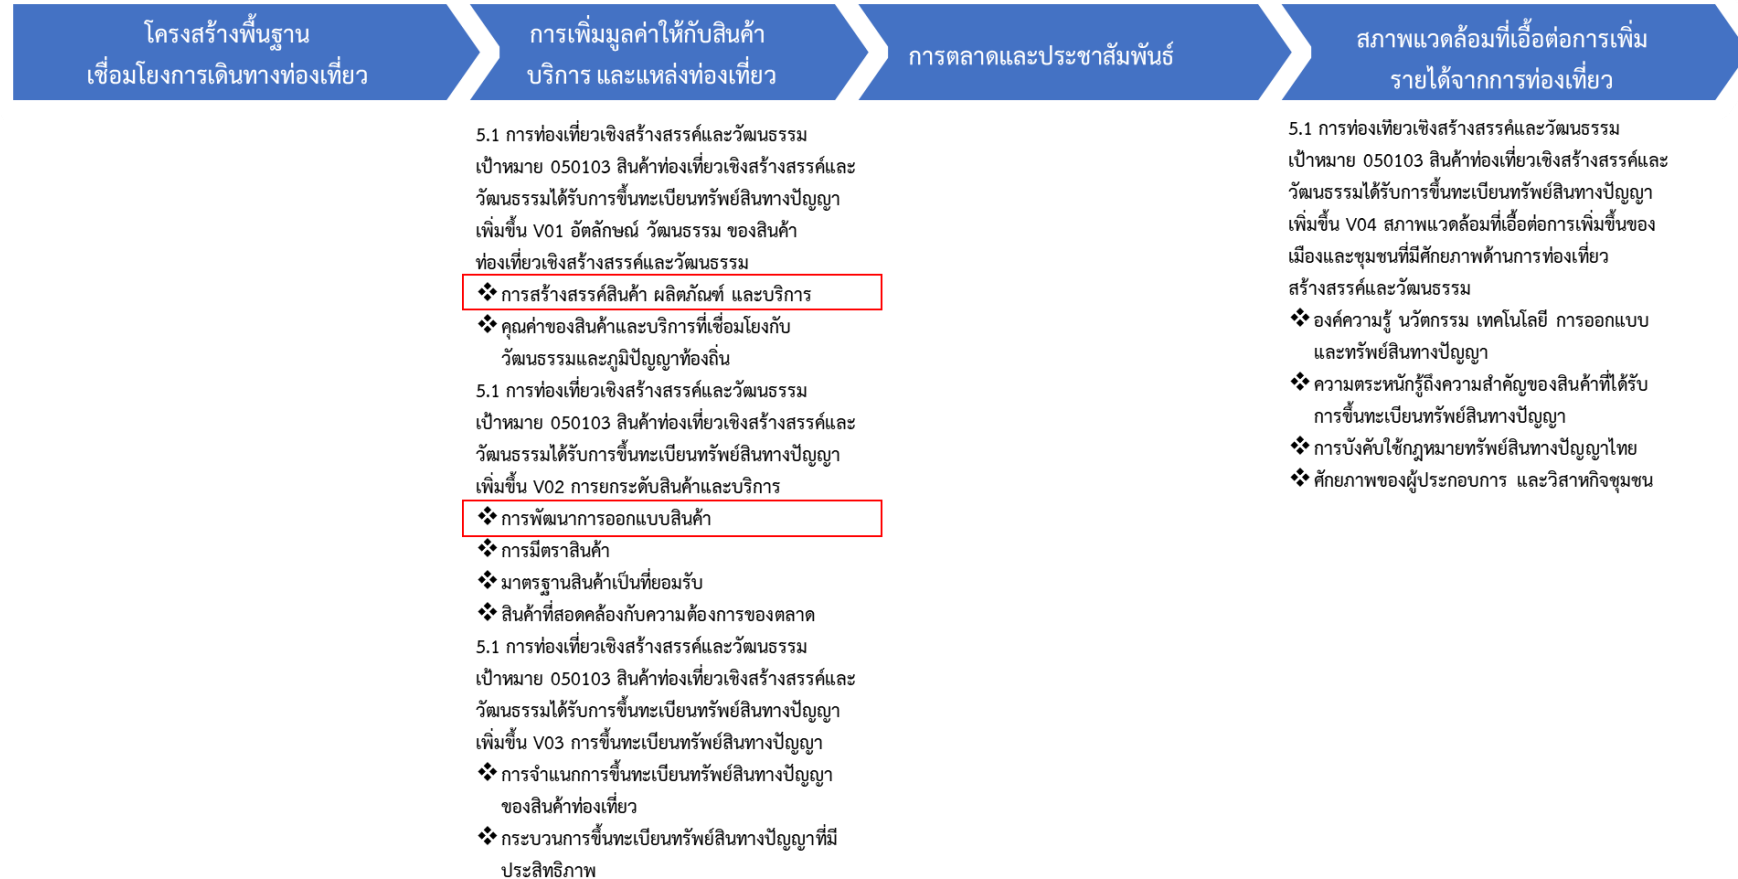 โครงสร้างพื้นฐาน
เชื่อมโยงการเดินทางท่องเที่ยว
การเพิ่มมูลค่าให้กับสินค้า
บริการ และแหล่งท่องเที่ยว
การตลาดและประชาสัมพันธ์
สภาพแวดล้อมที่เอื้อต่อการเพิ่ม
รายได้จากการท่องเที่ยว
5.1 การท่องเที่ยวเชิงสร้างสรรค์และวัฒนธรรม
เป้าหมาย 050103 สินค้าท่องเที่ยวเชิงสร้างสรรค์และ
วัฒนธรรมได้รับการขึ้นทะเบียนทรัพย์สินทางปัญญา
เพิ่มขึ้น V01 อัตลักษณ์ วัฒนธรรม ของสินค้า
ท่องเที่ยวเชิงสร้างสรรค์และวัฒนธรรม
❖ การสร้างสรรค์สินค้า ผลิตภัณฑ์ และบริการ
❖ คุณค่าของสินค้าและบริการที่เชื่อมโยงกับ
วัฒนธรรมและภูมิปัญญาท้องถิ่น
5.1 การท่องเที่ยวเชิงสร้างสรรค์และวัฒนธรรม
เป้าหมาย 050103 สินค้าท่องเที่ยวเชิงสร้างสรรค์และ
วัฒนธรรมได้รับการขึ้นทะเบียนทรัพย์สินทางปัญญา
เพิ่มขึ้น V02 การยกระดับสินค้าและบริการ
❖ การพัฒนาการออกแบบสินค้า
❖ การมีตราสินค้า
❖ มาตรฐานสินค้าเป็นที่ยอมรับ
❖ สินค้าที่สอดคล้องกับความต้องการของตลาด
5.1 การท่องเที่ยวเชิงสร้างสรรค์และวัฒนธรรม
เป้าหมาย 050103 สินค้าท่องเที่ยวเชิงสร้างสรรค์และ
วัฒนธรรมได้รับการขึ้นทะเบียนทรัพย์สินทางปัญญา
เพิ่มขึ้น V03 การขึ้นทะเบียนทรัพย์สินทางปัญญา
❖ การจำแนกการขึ้นทะเบียนทรัพย์สินทางปัญญา
ของสินค้าท่องเที่ยว
❖ กระบวนการขึ้นทะเบียนทรัพย์สินทางปัญญาที่มี
ประสิทธิภาพ
5.1 การท่องเที่ยวเชิงสร้างสรรค์และวัฒนธรรม
เป้าหมาย 050103 สินค้าท่องเที่ยวเชิงสร้างสรรค์และ
วัฒนธรรมได้รับการขึ้นทะเบียนทรัพย์สินทางปัญญา
เพิ่มขึ้น V04 สภาพแวดล้อมที่เอื้อต่อการเพิ่มขึ้นของ
เมืองและชุมชนที่มีศักยภาพด้านการท่องเที่ยว
สร้างสรรค์และวัฒนธรรม
❖ องค์ความรู้ นวัตกรรม เทคโนโลยี การออกแบบ
และทรัพย์สินทางปัญญา
❖ ความตระหนักรู้ถึงความสำคัญของสินค้าที่ได้รับ
การขึ้นทะเบียนทรัพย์สินทางปัญญา
❖ การบังคับใช้กฎหมายทรัพย์สินทางปัญญาไทย
❖ ศักยภาพของผู้ประกอบการ และวิสาหกิจชุมชน